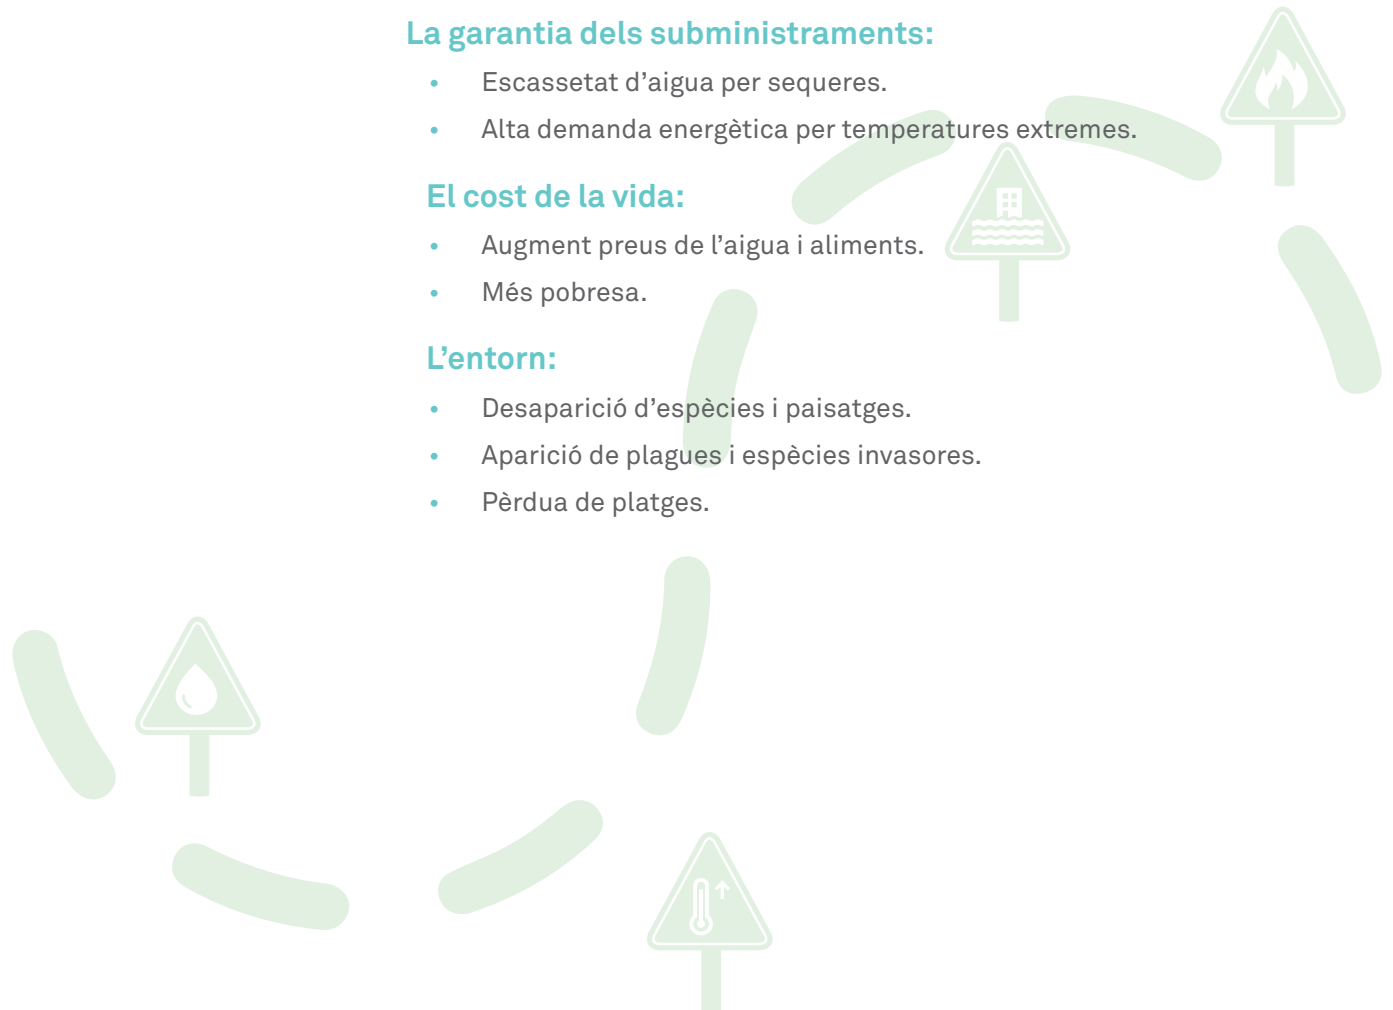 La garantia dels subministraments:
• Escassetat d’aigua per sequeres.
• Alta demanda energètica per temperatures extremes.
El cost de la vida:
• Augment preus de l’aigua i aliments.
• Més pobresa.
L’entorn:
• Desaparició d’espècies i paisatges.
• Aparició de plagues i espècies invasores.
• Pèrdua de platges.